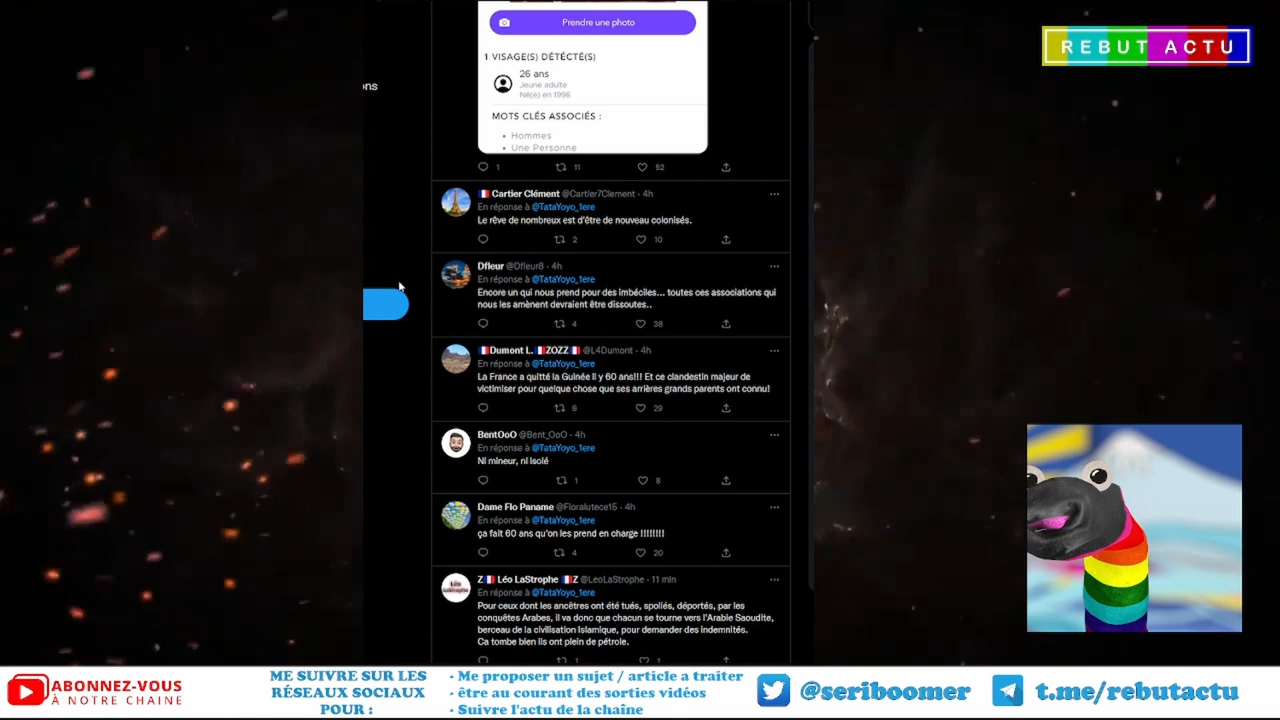 Prendre une photo
REBUT ACTU
1 VISAGE(S) DÉTÉCTÉ(S)
26 ans
Jeune adulte
Né(e) en 1996
ons
MOTS CLÉS ASSOCIÉS :
• Hommes
• Une Personne
1 11 52
Cartier Clément @Cartier7Clement · 4h
En réponse à @TataYoyo_1ere
Le rêve de nombreux est d'être de nouveau colonisés.
2 10
Dfleur @Dfleur8 · 4h
En réponse à @TataYoyo_1ere
Encore un qui nous prend pour des imbéciles... toutes ces associations qui
nous les amènent devraient être dissoutes..
4 38
Dumont L. ZOZZ @L4Dumont · 4h
En réponse à @TataYoyo_1ere
La France a quitté la Guinée il y 60 ans!!! Et ce clandestin majeur de
victimiser pour quelque chose que ses arrières grands parents ont connu!
8 29
BentOoO @Bent_OoO · 4h
En réponse à @TataYoyo_1ere
Ni mineur, ni isolé
1 8
Dame Flo Paname @Floralutece15 · 4h
En réponse à @TataYoyo_1ere
ça fait 60 ans qu'on les prend en charge !!!!!!!!
4 20
Z Léo LaStrophe Z @LeoLaStrophe · 11 min
En réponse à @TataYoyo_1ere
Pour ceux dont les ancêtres ont été tués, spoliés, déportés, par les
conquêtes Arabes, il va donc que chacun se tourne vers l'Arabie Saoudite,
berceau de la civilisation Islamique, pour demander des indemnités.
Ca tombe bien ils ont plein de pétrole.
1 1
ABONNEZ-VOUS
À NOTRE CHAINE
ME SUIVRE SUR LES
RÉSEAUX SOCIAUX
POUR :
· Me proposer un sujet / article a traiter
· être au courant des sorties vidéos
· Suivre l'actu de la chaîne
@seriboomer
t.me/rebutactu